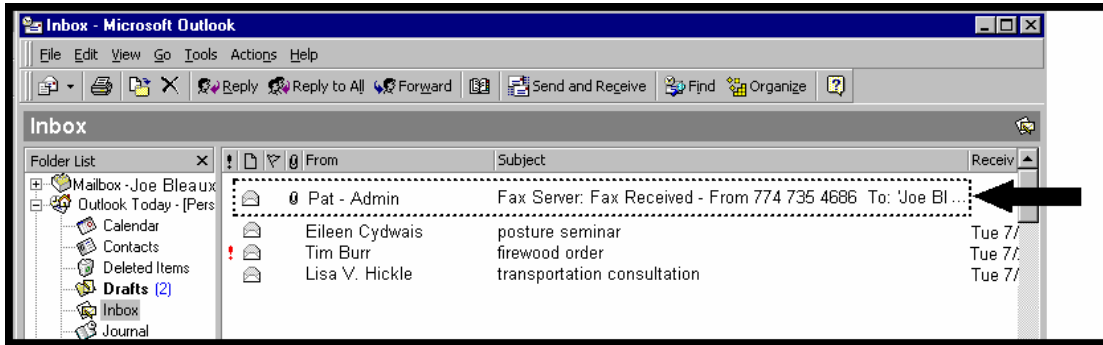 Inbox - Microsoft Outlook
File Edit View Go Tools Actions Help
Reply Reply to All Forward Send and Receive Find Organize
Inbox
Folder List From Subject Receiv
Mailbox - Joe Bleaux
Outlook Today - [Pers
Pat - Admin Fax Server: Fax Received - From 774 735 4686 To: 'Joe Bl ...
Calendar
Eileen Cydwais posture seminar Tue 7/
Contacts
Tim Burr firewood order Tue 7/
Deleted Items
Lisa V. Hickle transportation consultation Tue 7/
Drafts (2)
Inbox
Journal